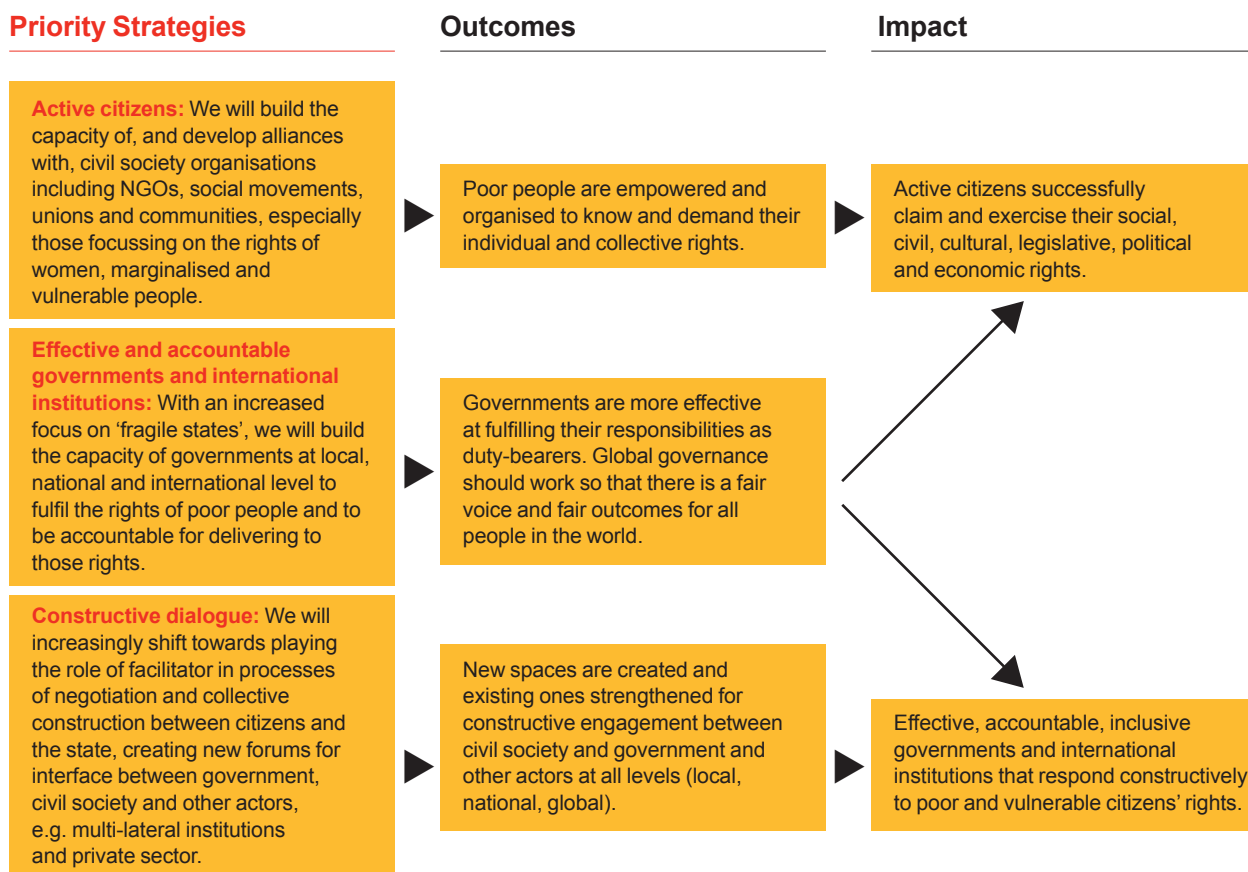 Priority Strategies
Outcomes
Impact
Active citizens: We will build the
capacity of, and develop alliances
with, civil society organisations
including NGOs, social movements,
unions and communities, especially
those focussing on the rights of
women, marginalised and
vulnerable people.
Poor people are empowered and
organised to know and demand their
individual and collective rights.
Active citizens successfully
claim and exercise their social,
civil, cultural, legislative, political
and economic rights.
Effective and accountable
governments and international
institutions: With an increased
focus on ‘fragile states’, we will build
the capacity of governments at local,
national and international level to
fulfil the rights of poor people and to
be accountable for delivering to
those rights.
Governments are more effective
at fulfilling their responsibilities as
duty-bearers. Global governance
should work so that there is a fair
voice and fair outcomes for all
people in the world.
Constructive dialogue: We will
increasingly shift towards playing
the role of facilitator in processes
of negotiation and collective
construction between citizens and
the state, creating new forums for
interface between government,
civil society and other actors,
e.g. multi-lateral institutions
and private sector.
New spaces are created and
existing ones strengthened for
constructive engagement between
civil society and government and
other actors at all levels (local,
national, global).
Effective, accountable, inclusive
governments and international
institutions that respond constructively
to poor and vulnerable citizens’ rights.